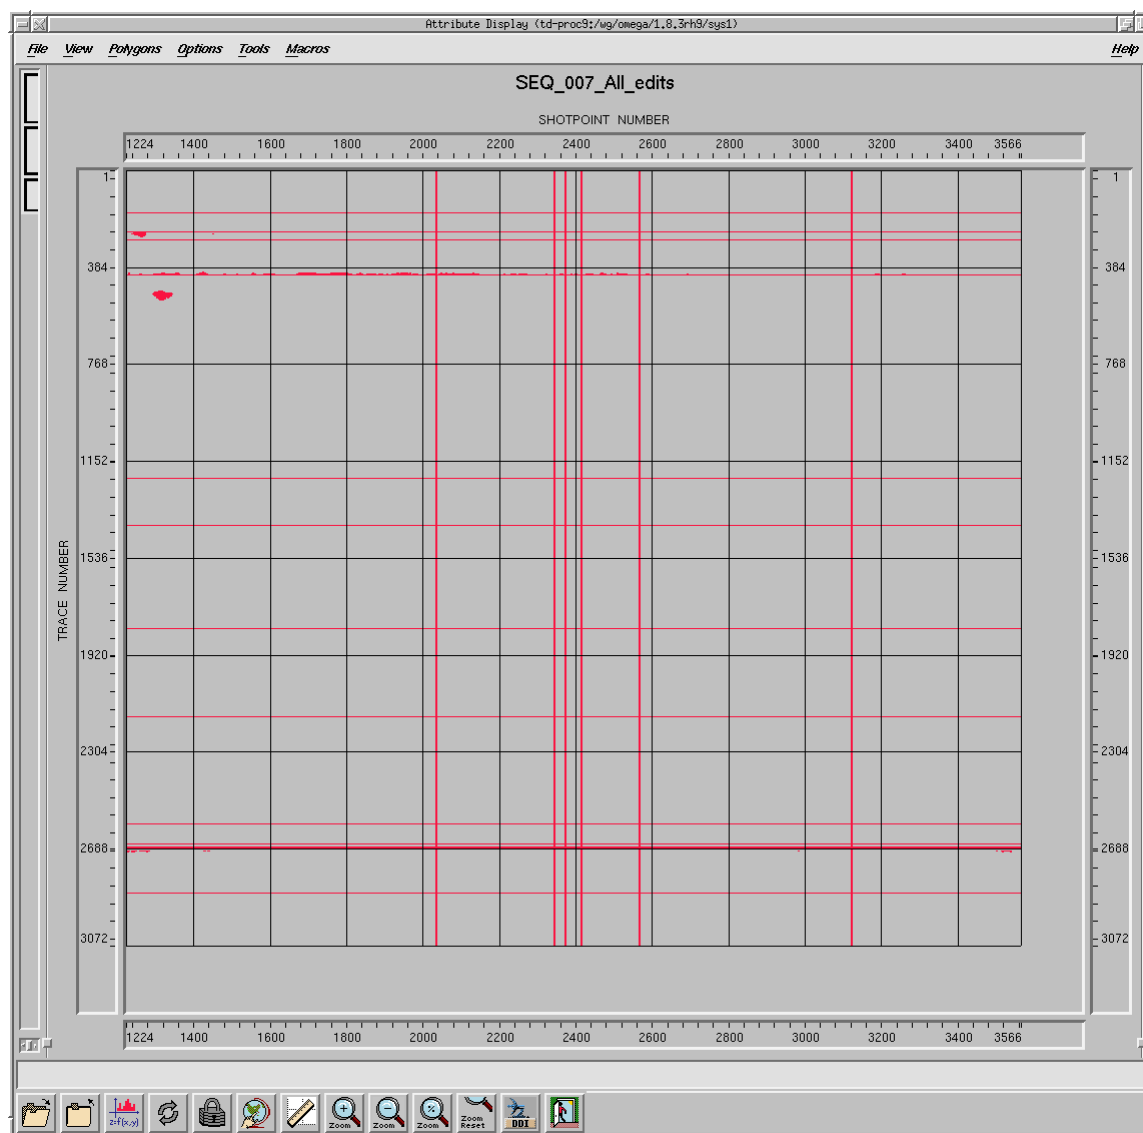 Attribute Display (td-proc9:/wg/omega/1.8.3rh9/sys1)
File View Polygons Options Tools Macros Help
SEQ_007_All_edits
SHOTPOINT NUMBER
1224 1400 1600 1800 2000 2200 2400 2600 2800 3000 3200 3400 3566
1 1
384 384
768 768
1152 1152
1536 1536
TRACE NUMBER
1920 1920
2304 2304
2688 2688
3072 3072
1224 1400 1600 1800 2000 2200 2400 2600 2800 3000 3200 3400 3566
z=f(x,y) Zoom Zoom Zoom Zoom Reset DDI